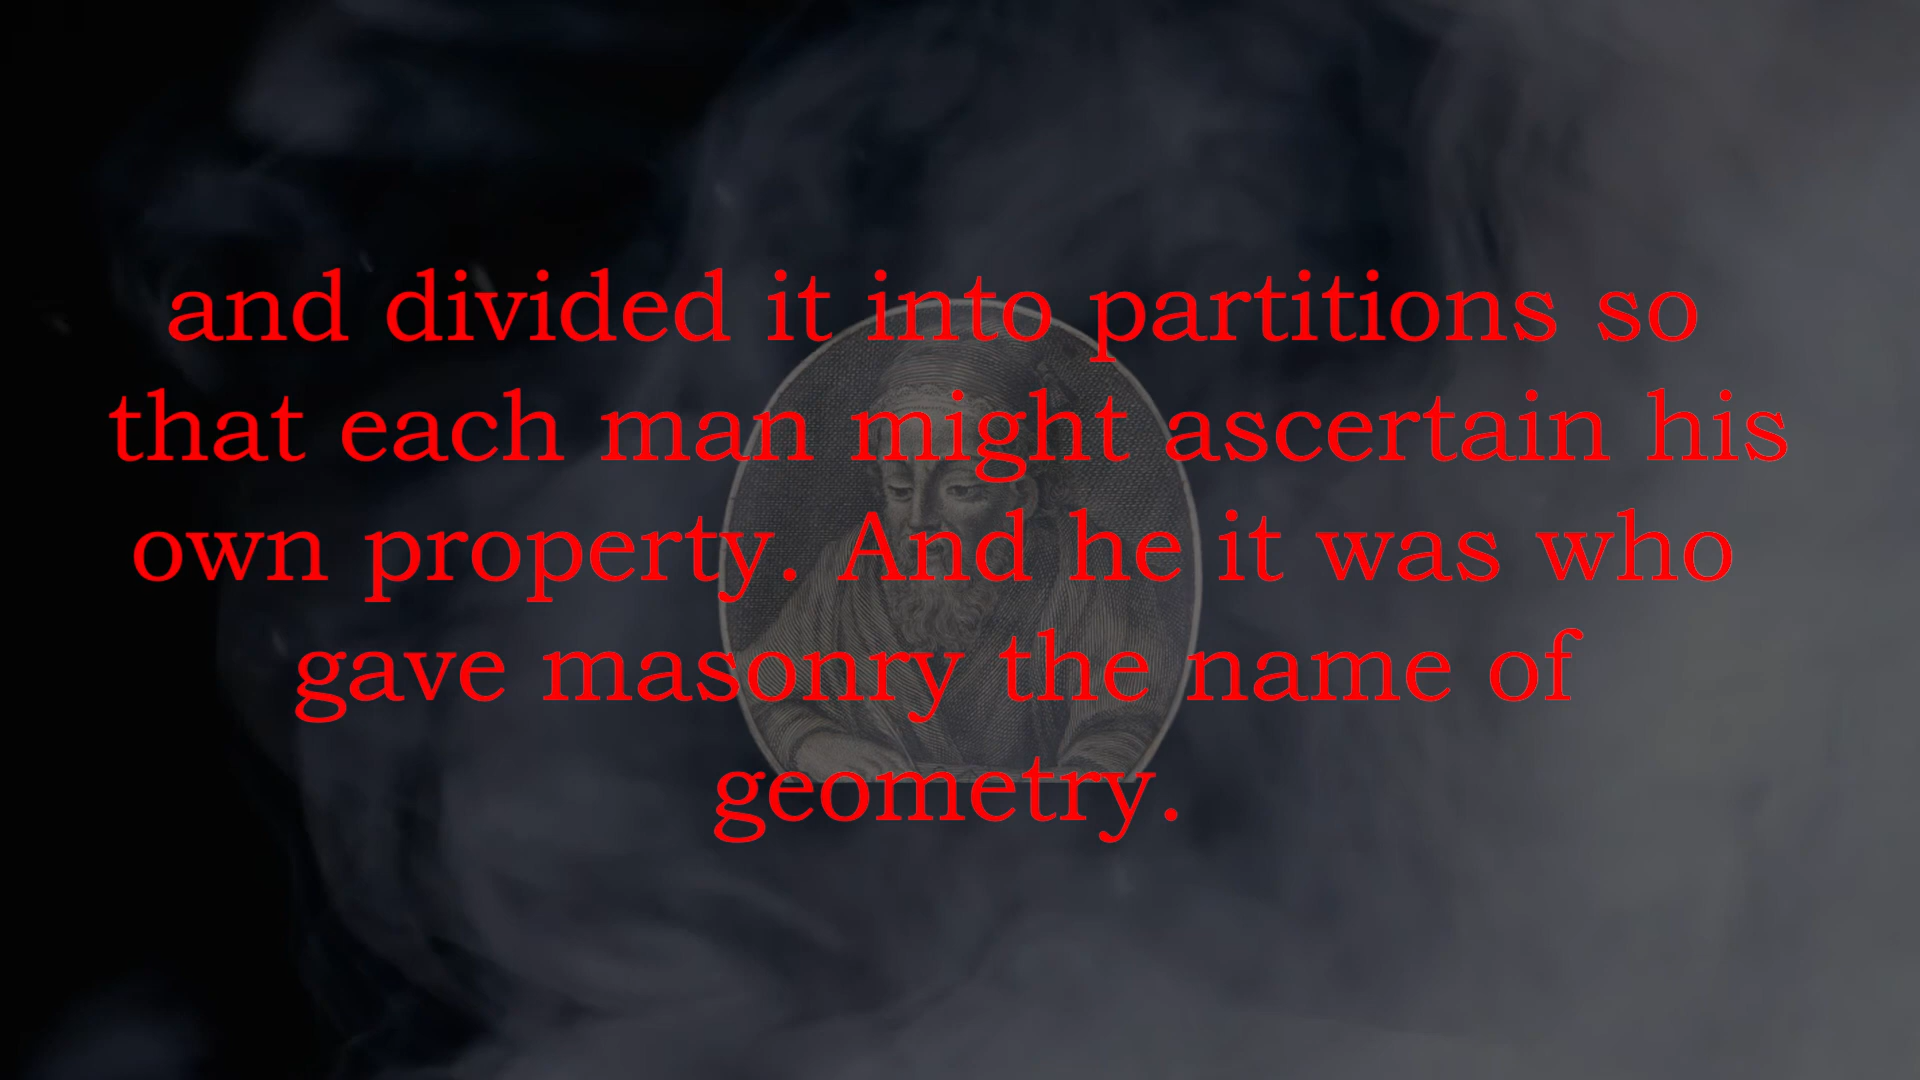 and divided it into partitions so
that each man might ascertain his
own property. And he it was who
gave masonry the name of
geometry.